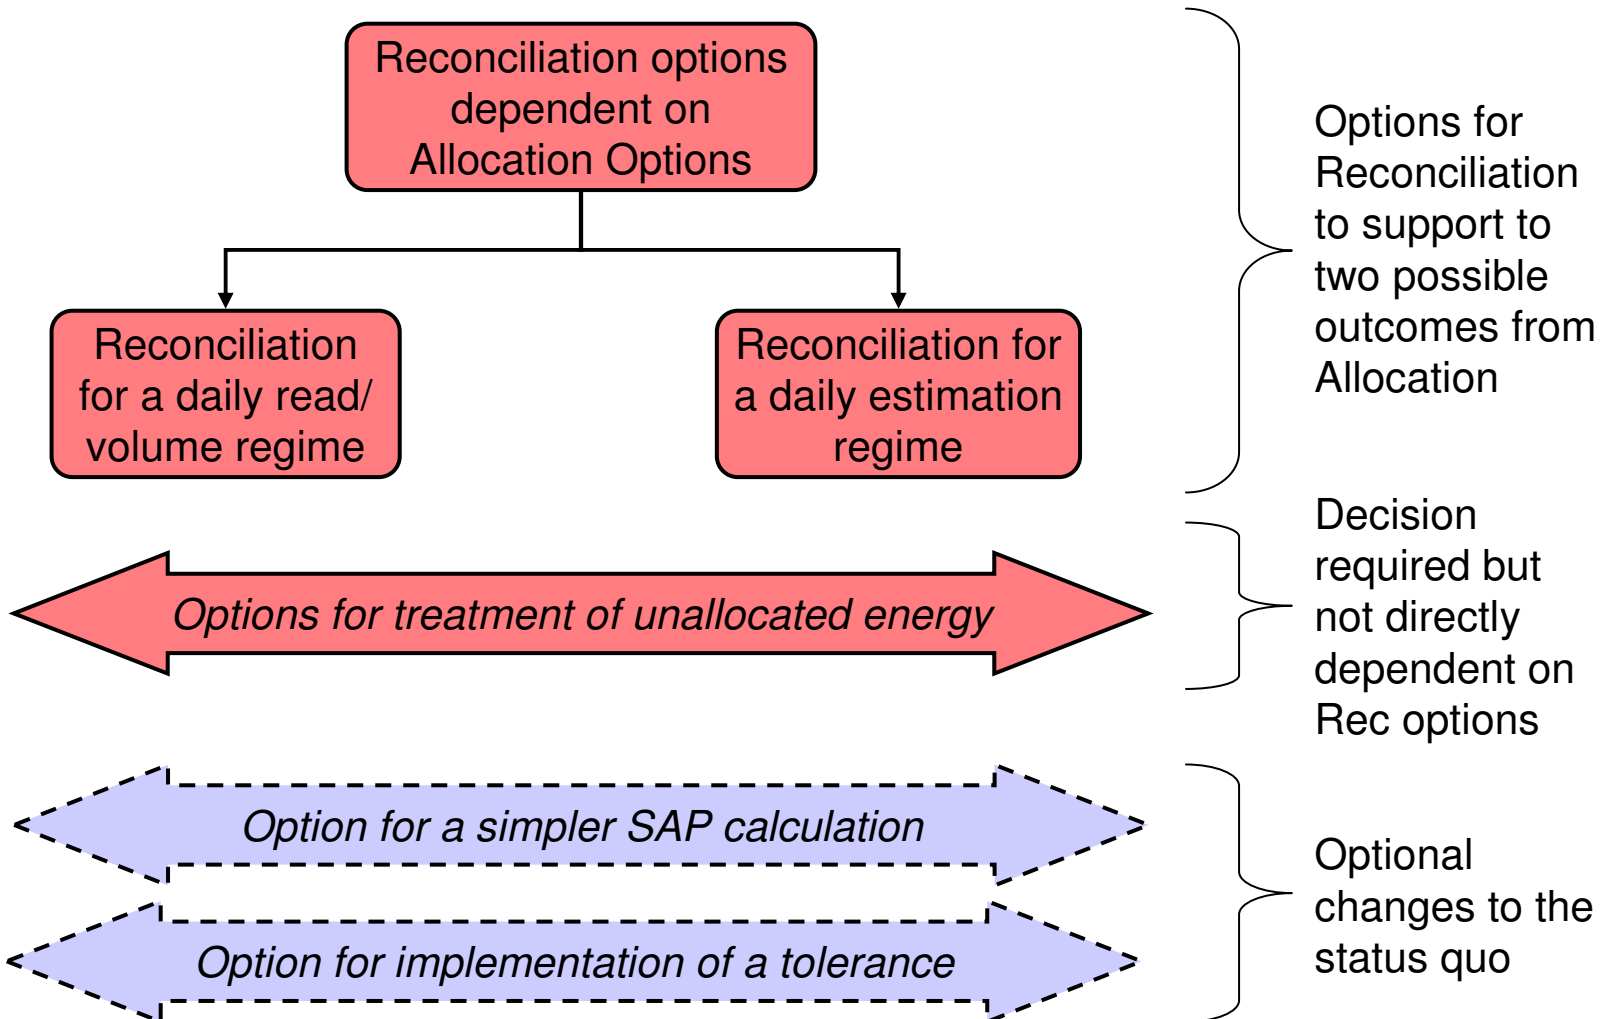 Reconciliation options
dependent on
Allocation Options
Reconciliation
for a daily read/
volume regime
Reconciliation for
a daily estimation
regime
Options for
Reconciliation
to support to
two possible
outcomes from
Allocation
Options for treatment of unallocated energy
Decision
required but
not directly
dependent on
Rec options
Option for a simpler SAP calculation
Option for implementation of a tolerance
Optional
changes to the
status quo